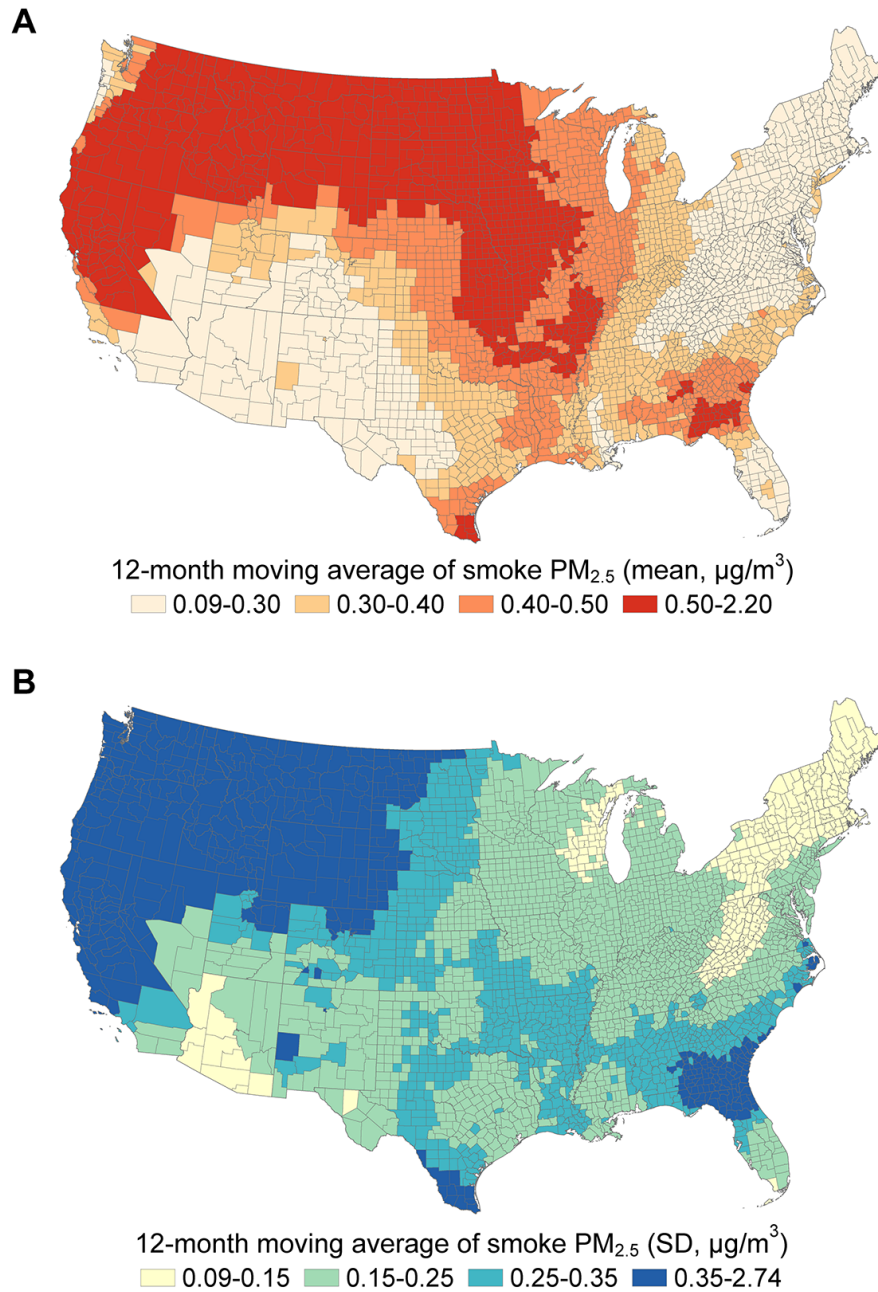 A
12-month moving average of smoke PM2.5 (mean, µg/m³)
0.09-0.30 0.30-0.40 0.40-0.50 0.50-2.20
B
12-month moving average of smoke PM2.5 (SD, µg/m³)
0.09-0.15 0.15-0.25 0.25-0.35 0.35-2.74